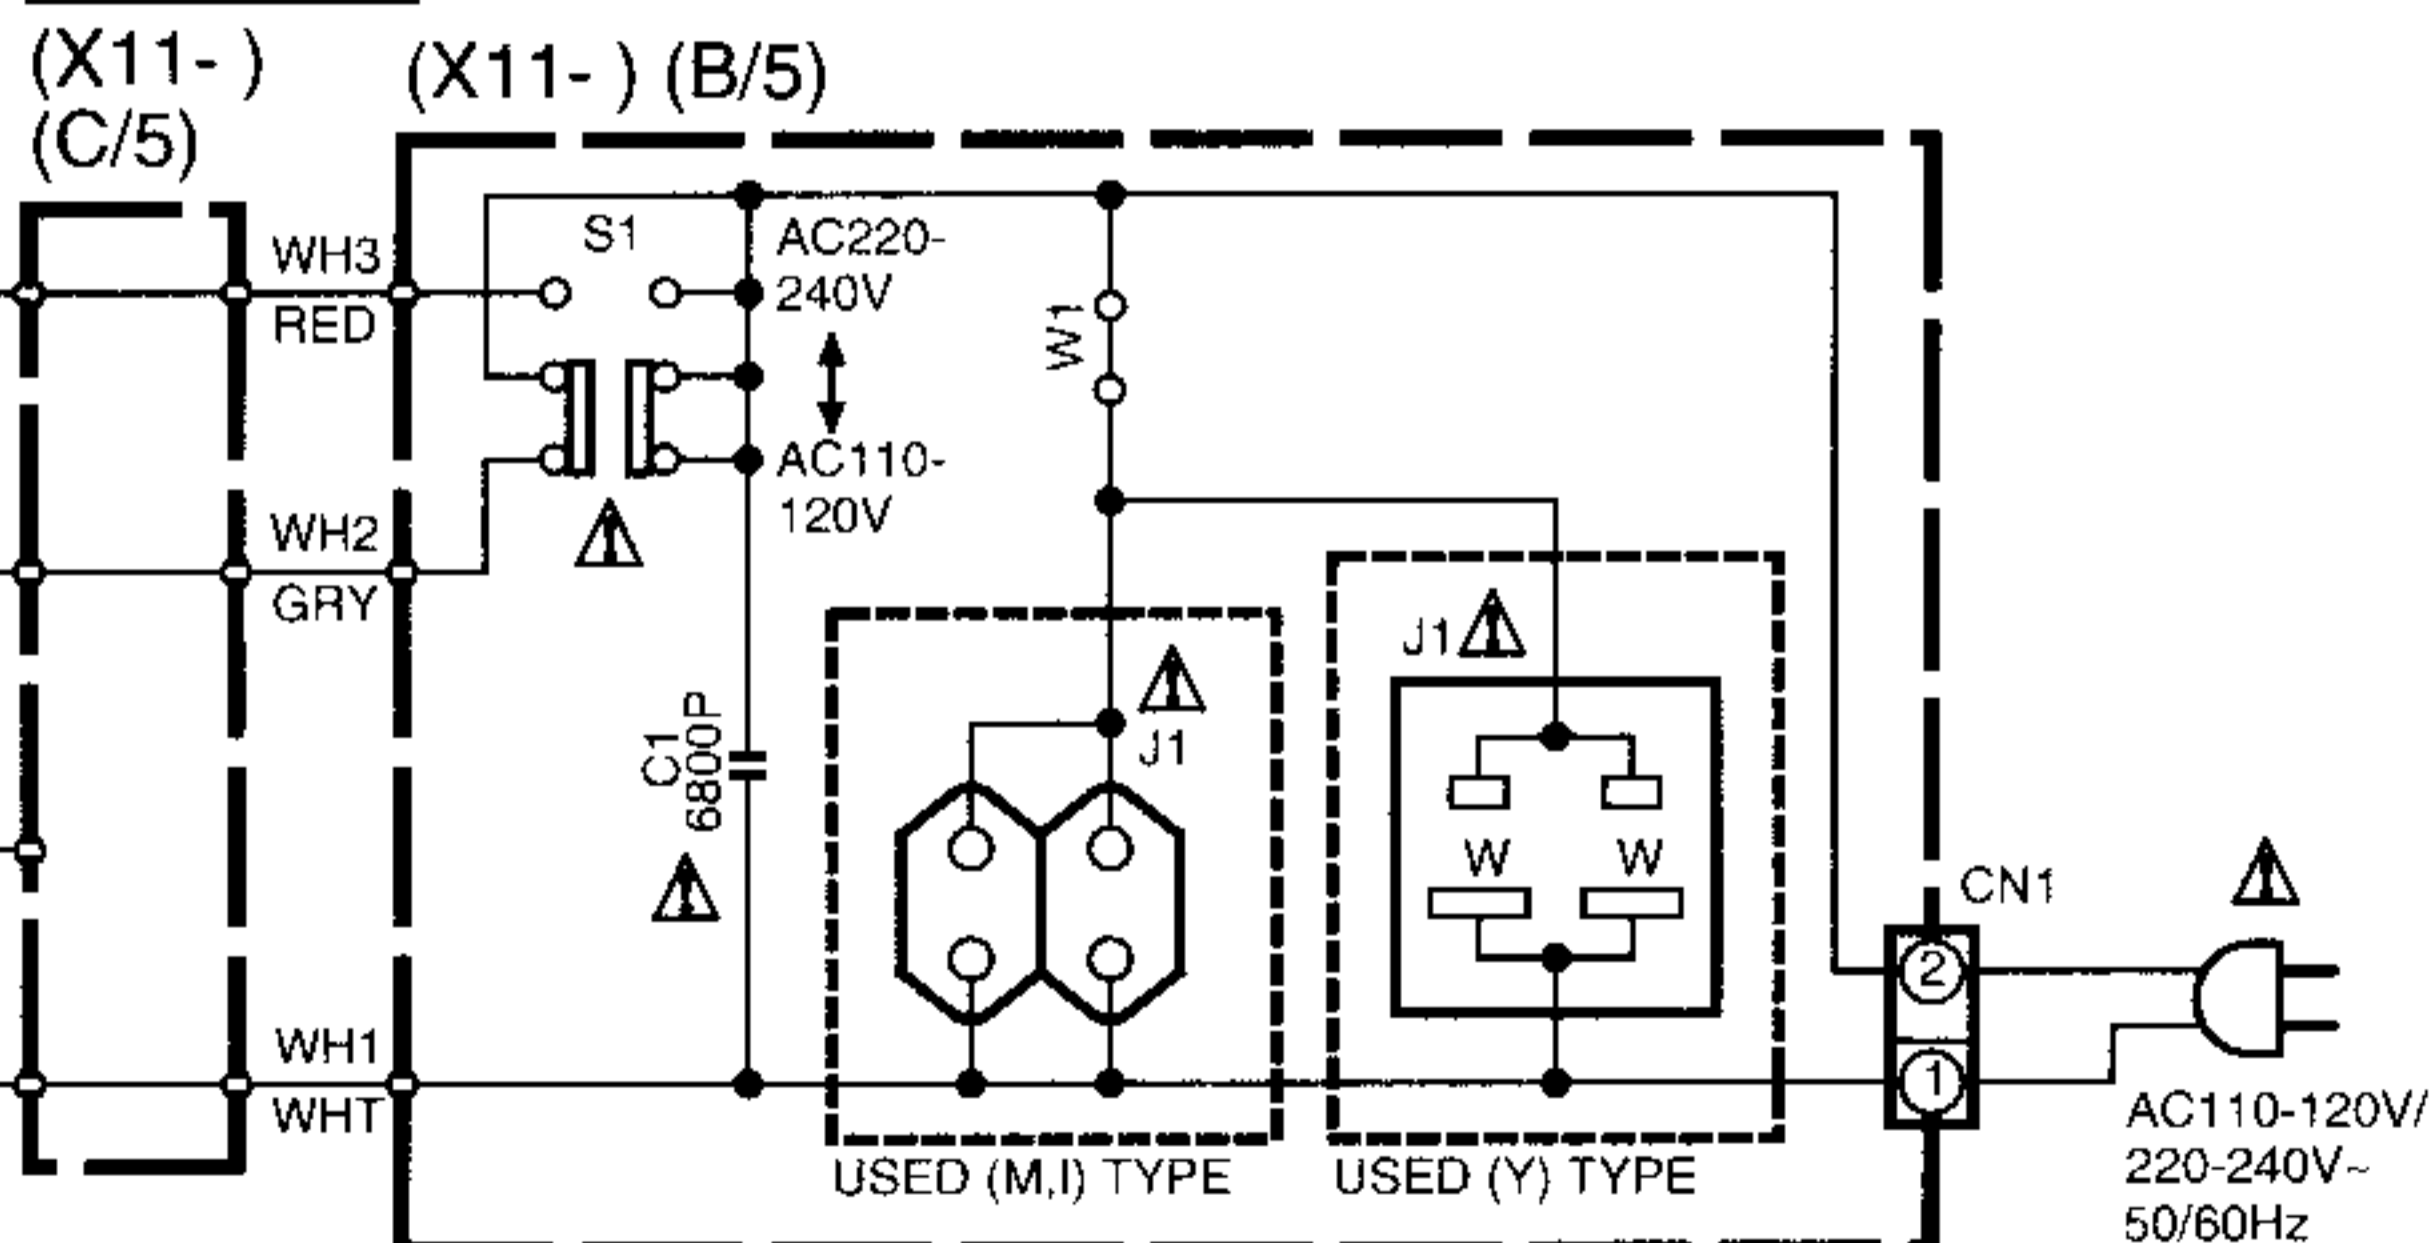 (X11- )
(C/5)
(X11- ) (B/5)
WH3
RED
S1
AC220-
240V
W1
AC110-
120V
WH2
GRY
C1
6800P
J1
J1
W W
WH1
WHT
USED (M,I) TYPE
USED (Y) TYPE
CN1
2
1
AC110-120V/
220-240V~
50/60Hz